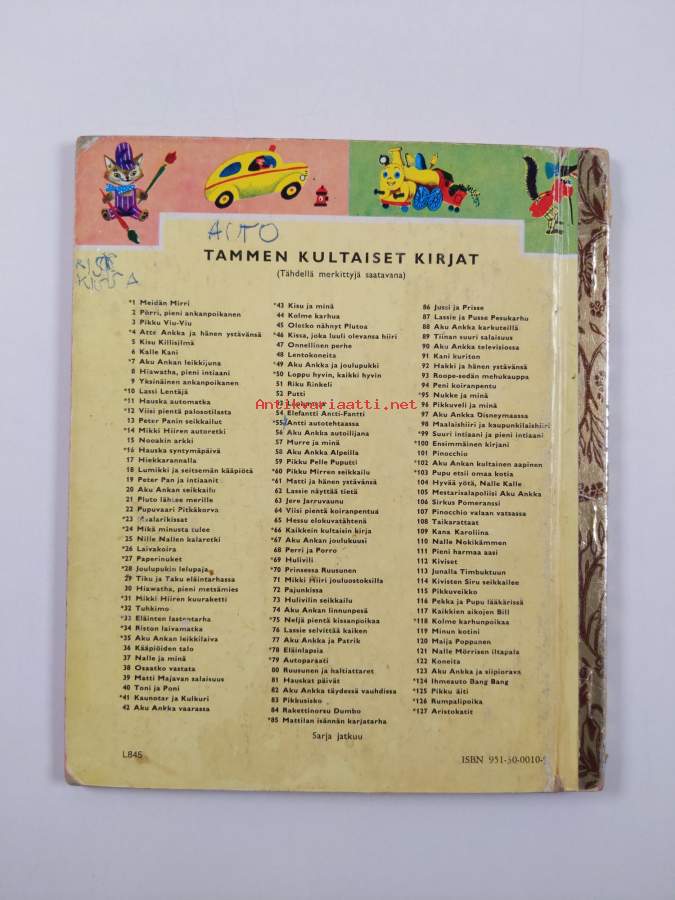 AUTO
TAMMEN KULTAISET KIRJAT
(Tähdellä merkittyjä saatavana)
*1 Meidän Mirri
2 Pörri, pieni ankanpoikanen
3 Pikku Viu-Viu
*4 Atte Ankka ja hänen ystävänsä
5 Kisu Killisilmä
6 Kalle Kani
*7 Aku Ankan leikkijuna
8 Hiawatha, pieni intiaani
9 Yksinäinen ankanpoikanen
*10 Lassi Lentäjä
*11 Hauska automatka
*12 Viisi pientä palosotilasta
13 Peter Panin seikkailut
*14 Mikki Hiiren autoretki
15 Nooakin arkki
*16 Hauska syntymäpäivä
17 Hiekkarannalla
18 Lumikki ja seitsemän kääpiötä
19 Peter Pan ja intiaanit
20 Aku Ankan seikkailu
21 Pluto lähtee merille
22 Pupuvaari Pitkäkorva
*23 Maalarikissat
*24 Mikä minusta tulee
25 Nille Nallen kalaretki
*26 Laivakoira
*27 Paperinuket
*28 Joulupukin lelupaja
29 Tiku ja Taku eläintarhassa
30 Hiawatha, pieni metsämies
*31 Mikki Hiiren kuuraketti
*32 Tuhkimo
*33 Eläinten lastentarha
*34 Riston laivamatka
*35 Aku Ankan leikkilaiva
36 Kääpiöiden talo
37 Nalle ja minä
38 Osaatko vastata
39 Matti Majavan salaisuus
40 Toni ja Poni
*41 Kaunotar ja Kulkuri
42 Aku Ankka vaarassa
*43 Kisu ja minä
44 Kolme karhua
45 Oletko nähnyt Plutoa
*46 Kissa, joka luuli olevansa hiiri
47 Onnellinen perhe
48 Lentokoneita
*49 Aku Ankka ja joulupukki
*50 Loppu hyvin, kaikki hyvin
51 Riku Rinkeli
52 Putti
54 Elefantti Antti-Fantti
*55 Antti autotehtaassa
56 Aku Ankka autoilijana
57 Murre ja minä
58 Aku Ankka Alpeilla
59 Pikku Pelle Puputti
*60 Pikku Mirren seikkailu
*61 Matti ja hänen ystävänsä
62 Lassie näyttää tietä
63 Jere Jarruvaunu
64 Viisi pientä koiranpentua
65 Hessu elokuvatähtenä
*66 Kaikkein kultaisin kirja
*67 Aku Ankan joulukuusi
68 Perri ja Porro
*69 Hulivili
*70 Prinsessa Ruusunen
71 Mikki Hiiri jouluostoksilla
72 Pajunkissa
73 Hulivilin seikkailu
74 Aku Ankan linnunpesä
*75 Neljä pientä kissanpoikaa
76 Lassie selvittää kaiken
77 Aku Ankka ja Patrik
*78 Eläinlapsia
*79 Autoparaati
80 Ruusunen ja haltiattaret
81 Hauskat päivät
82 Aku Ankka täydessä vauhdissa
83 Pikkusisko
84 Rakettinorsu Dumbo
*85 Mattilan isännän karjatarha
86 Jussi ja Prisse
87 Lassie ja Pusse Pesukarhu
88 Aku Ankka karkuteillä
89 Tiinan suuri salaisuus
90 Aku Ankka televisiossa
91 Kani kuriton
92 Hakki ja hänen ystävänsä
93 Roope-sedän mehukauppa
94 Peni koiranpentu
*95 Nukke ja minä
96 Pikkuveli ja minä
97 Aku Ankka Disneymaassa
98 Maalaishiiri ja kaupunkilaishiiri
*99 Suuri intiaani ja pieni intiaani
*100 Ensimmäinen kirjani
101 Pinocchio
*102 Aku Ankan kultainen aapinen
*103 Pupu etsii omaa kotia
104 Hyvää yötä, Nalle Kalle
105 Mestarisalapoliisi Aku Ankka
106 Sirkus Pomeranssi
107 Pinocchio valaan vatsassa
108 Taikarattaat
109 Kana Karoliina
110 Nalle Nokikämmen
111 Pieni harmaa aasi
112 Kiviset
113 Junalla Timbuktuun
114 Kivisten Siru seikkailee
115 Pikkuveikko
116 Pekka ja Pupu lääkärissä
117 Kaikkien aikojen Bill
*118 Kolme karhunpoikaa
119 Minun kotini
120 Maija Poppanen
121 Nalle Mörrisen iltapala
122 Koneita
123 Aku Ankka ja siipiorava
*124 Ihmeauto Bang Bang
*125 Pikku äiti
*126 Rumpalipoika
*127 Aristokatit
Sarja jatkuu
L845
ISBN 951-30-0010-
Antikvariaatti.net